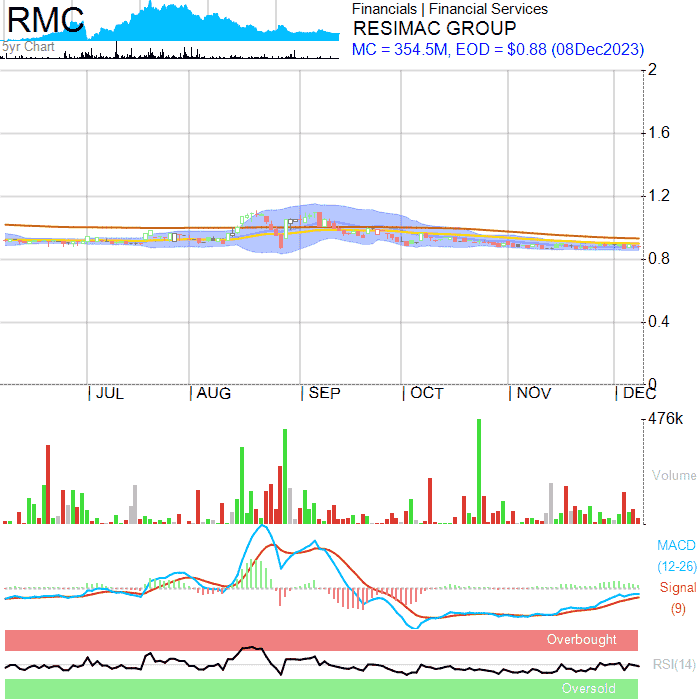 RMC
5yr Chart
Financials | Financial Services
RESIMAC GROUP
MC = 354.5M, EOD = $0.88 (08Dec2023)
2
1.6
1.2
0.8
0.4
0
JUL
AUG
SEP
OCT
NOV
DEC
476k
Volume
MACD
(12-26)
Signal
(9)
Overbought
RSI(14)
Oversold